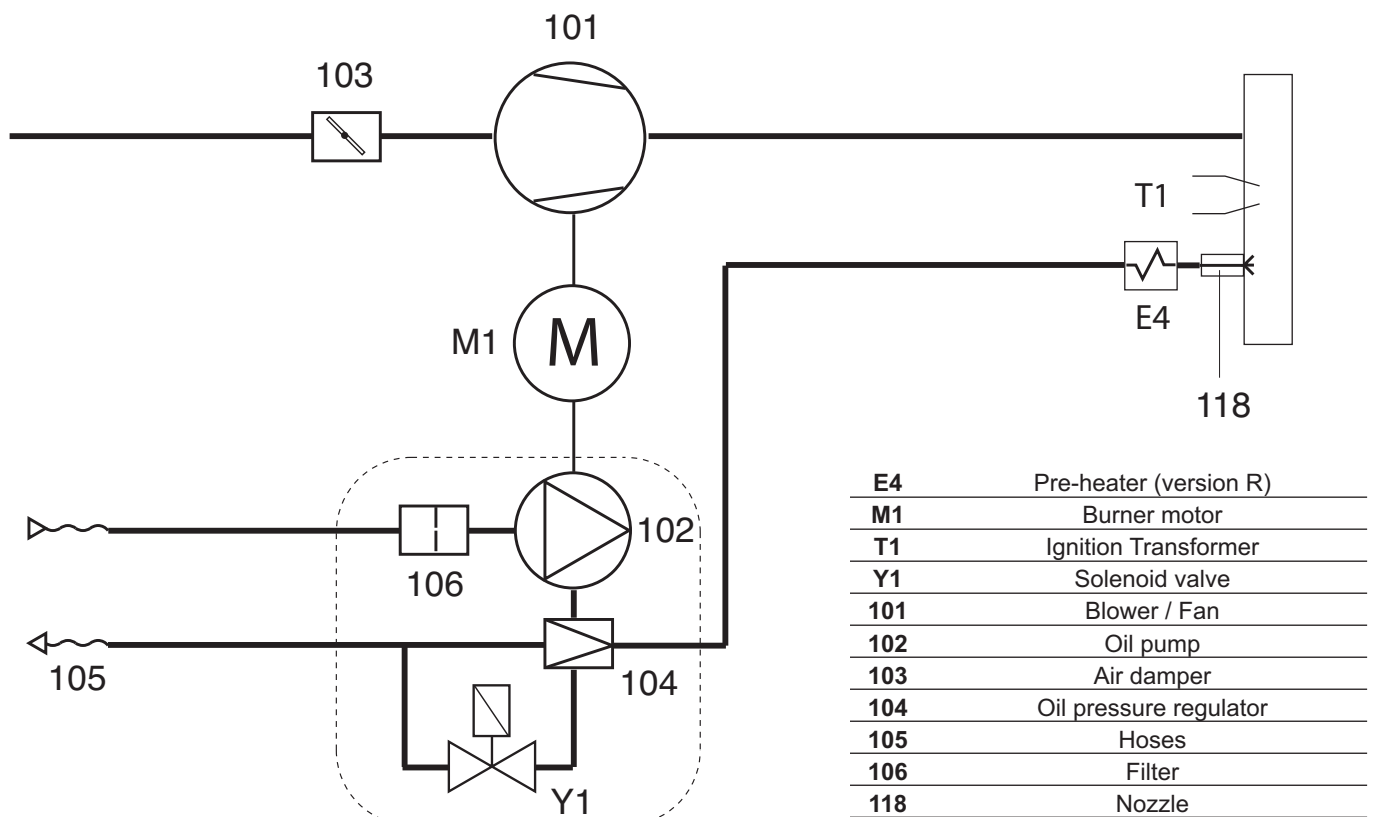 101
103
T1
E4
M1 M
118
102
106
105
104
Y1
E4 Pre-heater (version R)
M1 Burner motor
T1 Ignition Transformer
Y1 Solenoid valve
101 Blower / Fan
102 Oil pump
103 Air damper
104 Oil pressure regulator
105 Hoses
106 Filter
118 Nozzle